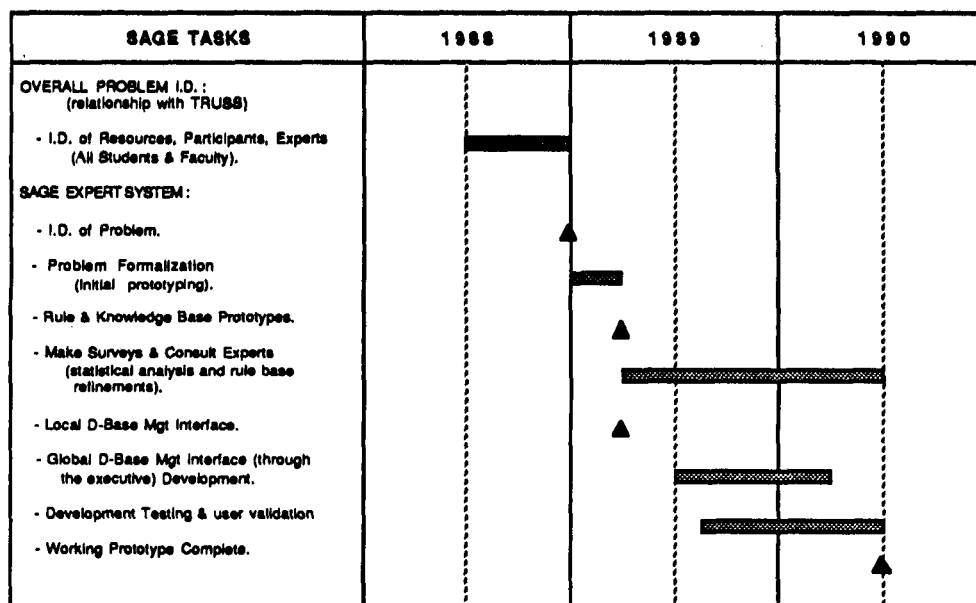 SAGE TASKS 1988 1989 1990
OVERALL PROBLEM I.D. :
(relationship with TRUSS)
- I.D. of Resources, Participants, Experts
(All Students & Faculty).
SAGE EXPERT SYSTEM :
- I.D. of Problem.
- Problem Formalization
(initial prototyping).
- Rule & Knowledge Base Prototypes.
- Make Surveys & Consult Experts
(statistical analysis and rule base
refinements).
- Local D-Base Mgt Interface.
- Global D-Base Mgt Interface (through
the executive) Development.
- Development Testing & user validation
- Working Prototype Complete.